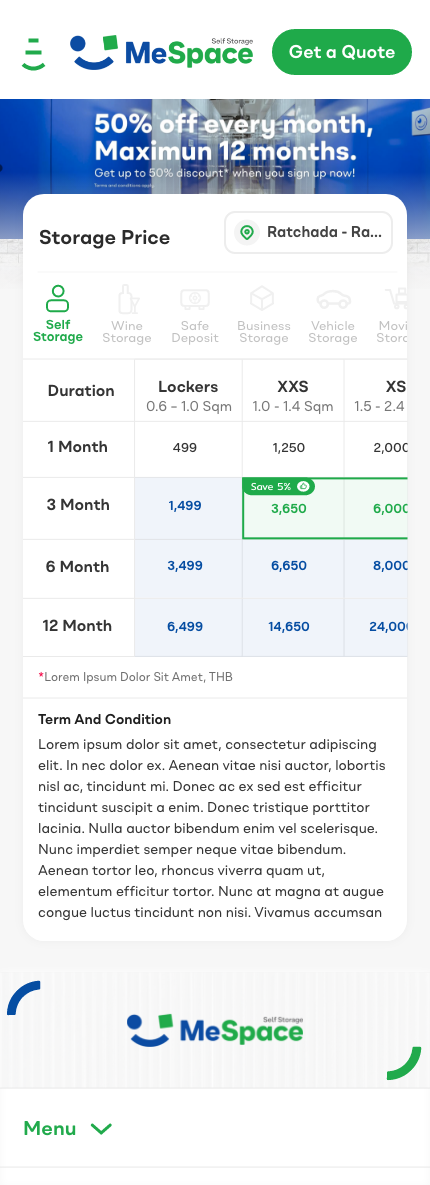 Self Storage
MeSpace
Get a Quote
50% off every month,
Maximun 12 months.
Get up to 50% discount* when you sign up now!
Terms and conditions apply
Storage Price
Ratchada - Ra...
Self Storage
Wine Storage
Safe Deposit
Business Storage
Vehicle Storage
Movi
Storag
Duration
Lockers
XXS
XS
0.6 – 1.0 Sqm
1.0 - 1.4 Sqm
1.5 - 2.4
1 Month
499
1,250
2,000
Save 5%
3 Month
1,499
3,650
6,000
6 Month
3,499
6,650
8,000
12 Month
6,499
14,650
24,00
*Lorem Ipsum Dolor Sit Amet, THB
Term And Condition
Lorem ipsum dolor sit amet, consectetur adipiscing
elit. In nec dolor ex. Aenean vitae nisi auctor, lobortis
nisl ac, tincidunt mi. Donec ac ex sed est efficitur
tincidunt suscipit a enim. Donec tristique porttitor
lacinia. Nulla auctor bibendum enim vel scelerisque.
Nunc imperdiet semper neque vitae bibendum.
Aenean tortor leo, rhoncus viverra quam ut,
elementum efficitur tortor. Nunc at magna at augue
congue luctus tincidunt non nisi. Vivamus accumsan
Self Storage
MeSpace
Menu